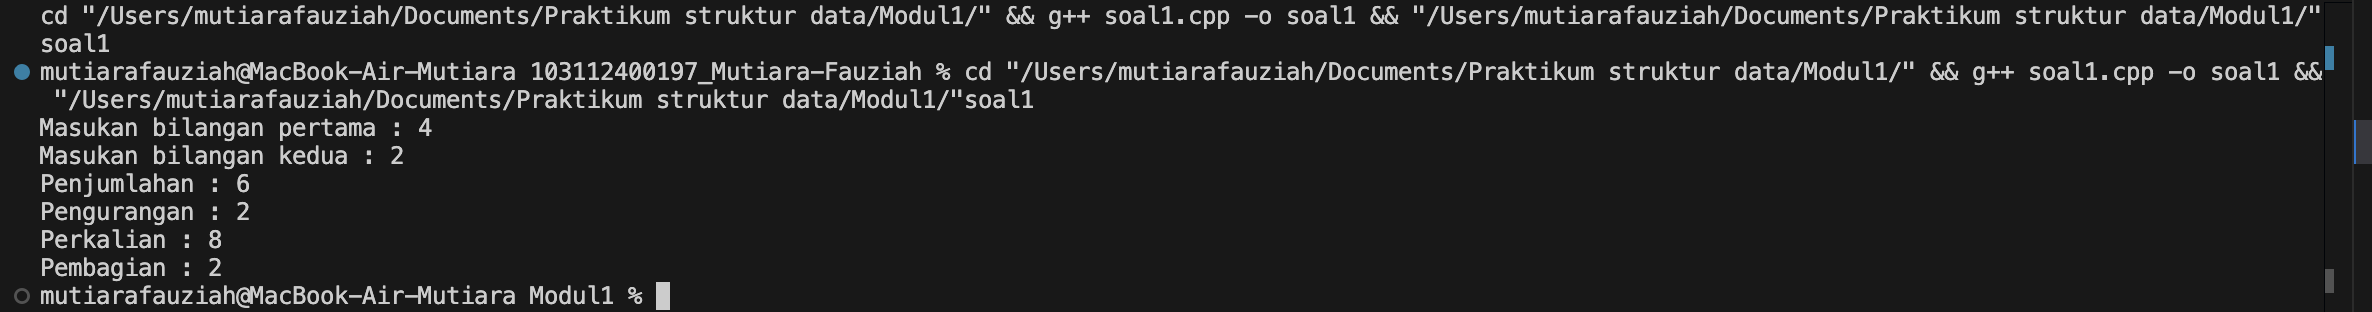 cd "/Users/mutiarafauziah/Documents/Praktikum struktur data/Modul1/" && g++ soal1.cpp -o soal1 && "/Users/mutiarafauziah/Documents/Praktikum struktur data/Modul1/"
soal1
mutiarafauziah@MacBook-Air-Mutiara 103112400197_Mutiara-Fauziah % cd "/Users/mutiarafauziah/Documents/Praktikum struktur data/Modul1/" && g++ soal1.cpp -o soal1 &&
"/Users/mutiarafauziah/Documents/Praktikum struktur data/Modul1/"soal1
Masukan bilangan pertama : 4
Masukan bilangan kedua : 2
Penjumlahan : 6
Pengurangan : 2
Perkalian : 8
Pembagian : 2
mutiarafauziah@MacBook-Air-Mutiara Modul1 %